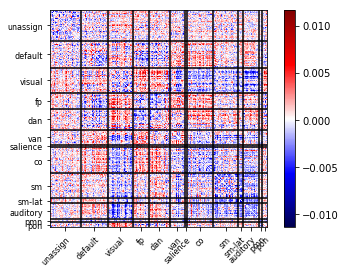 unassign
default
visual
fp
dan
van
salience
co
sm
sm-lat
auditory
pmn
pon
unassign
default
visual
fp
dan
van
salience
co
sm
sm-lat
auditory
0.010
0.005
0.000
−0.005
−0.010